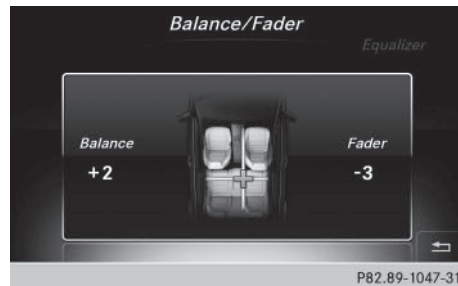 Balance/Fader
Equalizer
Balance
Fader
+2
-3
P82.89-1047-31